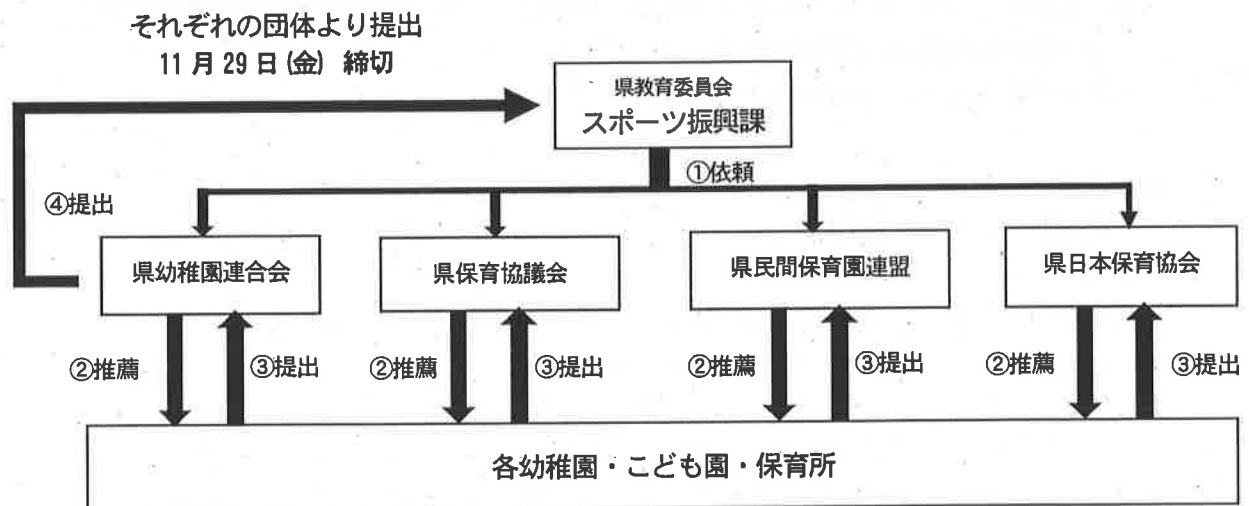 それぞれの団体より提出
11月29日(金) 締切
県教育委員会
スポーツ振興課
①依頼
④提出
県幼稚園連合会
県保育協議会
県民間保育園連盟
県日本保育協会
②推薦
③提出
②推薦
③提出
②推薦
③提出
②推薦
③提出
各幼稚園・こども園・保育所